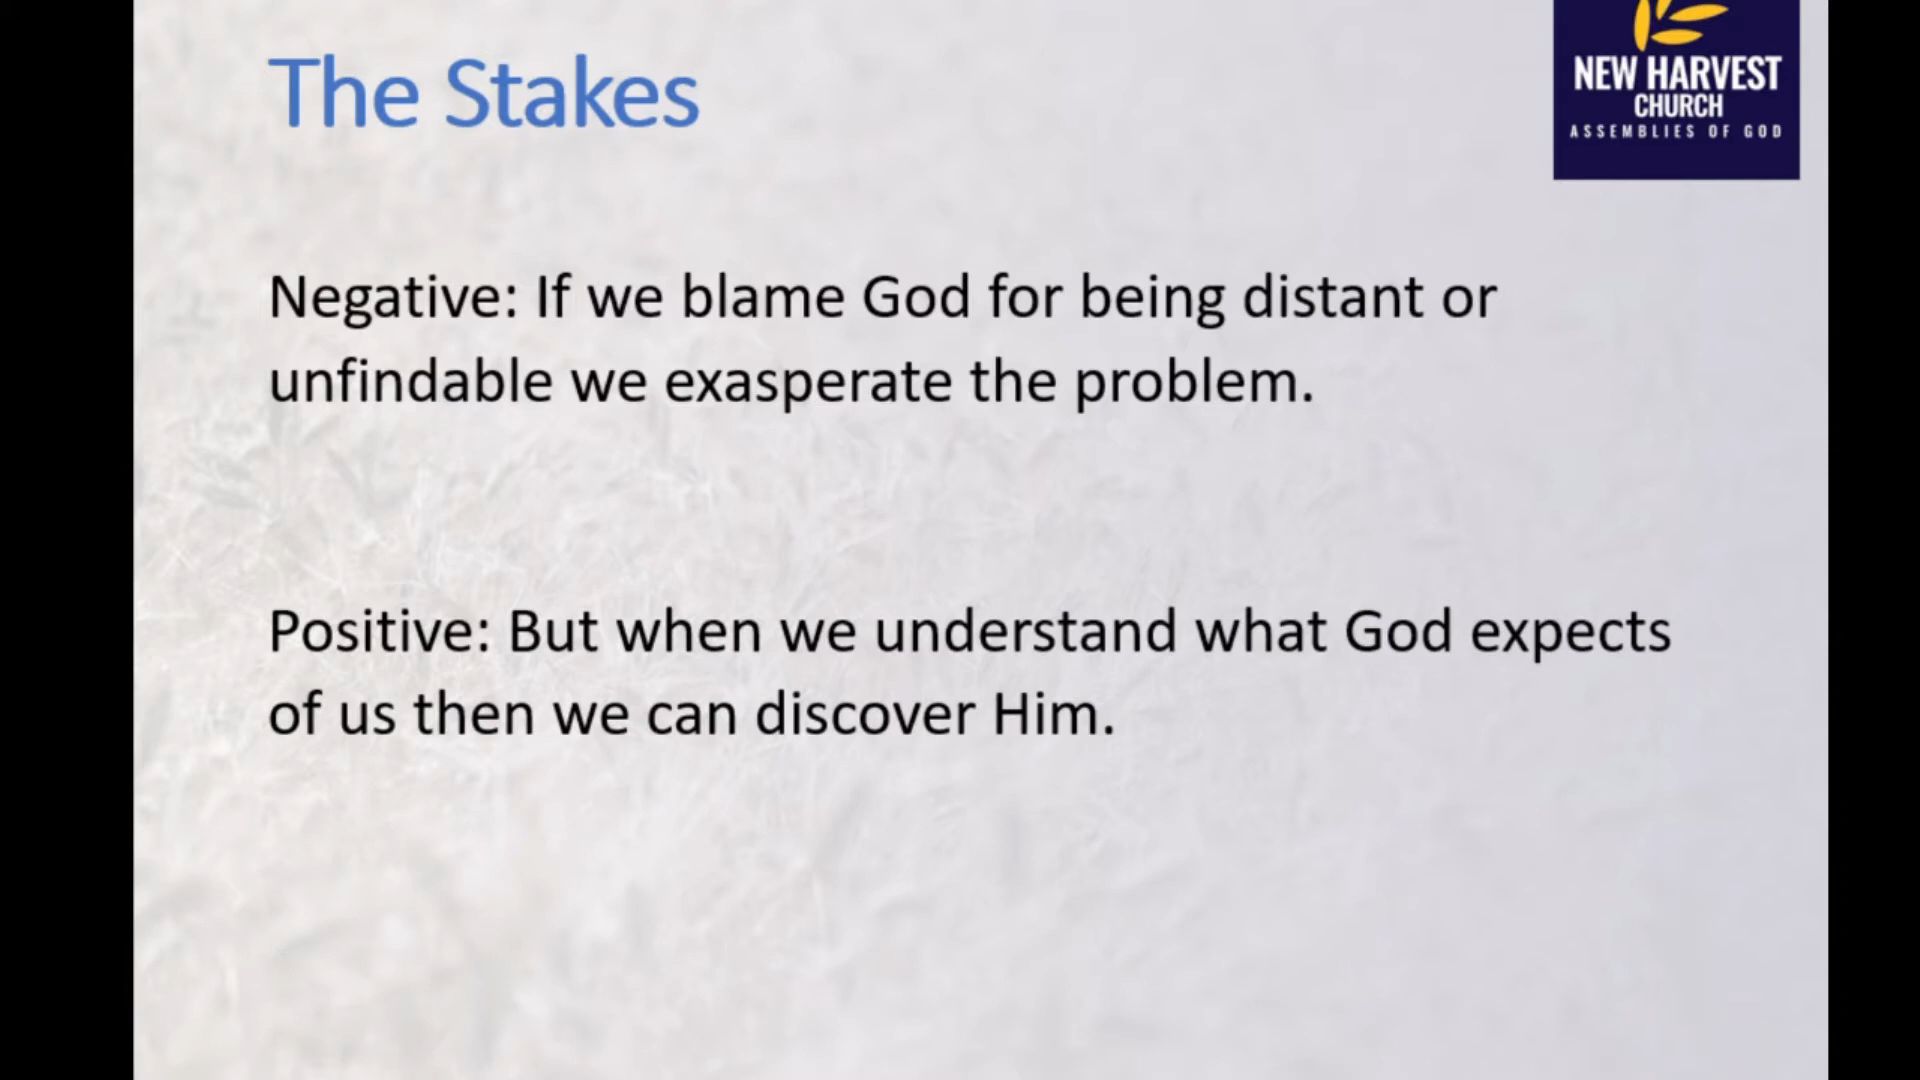 The Stakes
NEW HARVEST
CHURCH
ASSEMBLIES OF GOD
Negative: If we blame God for being distant or
unfindable we exasperate the problem.
Positive: But when we understand what God expects
of us then we can discover Him.